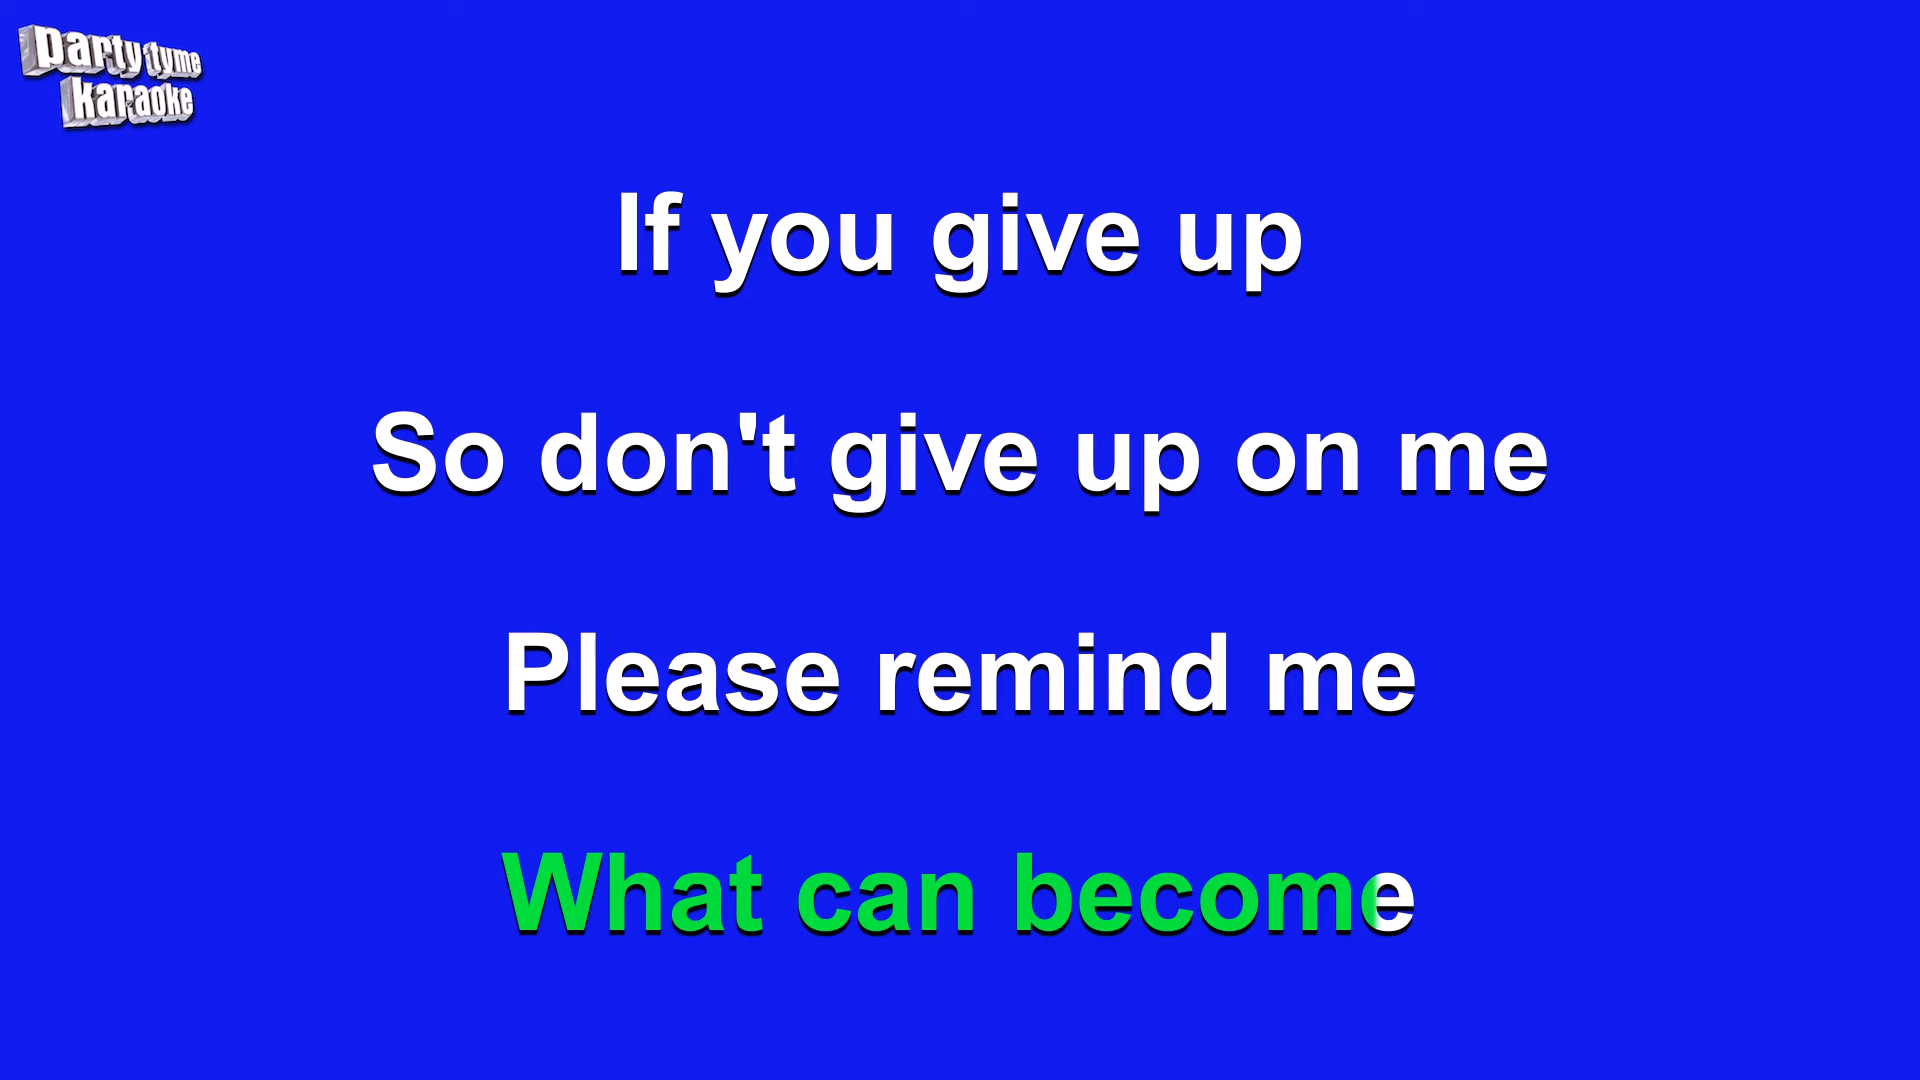 party tyme
karaoke
If you give up
So don't give up on me
Please remind me
What can become